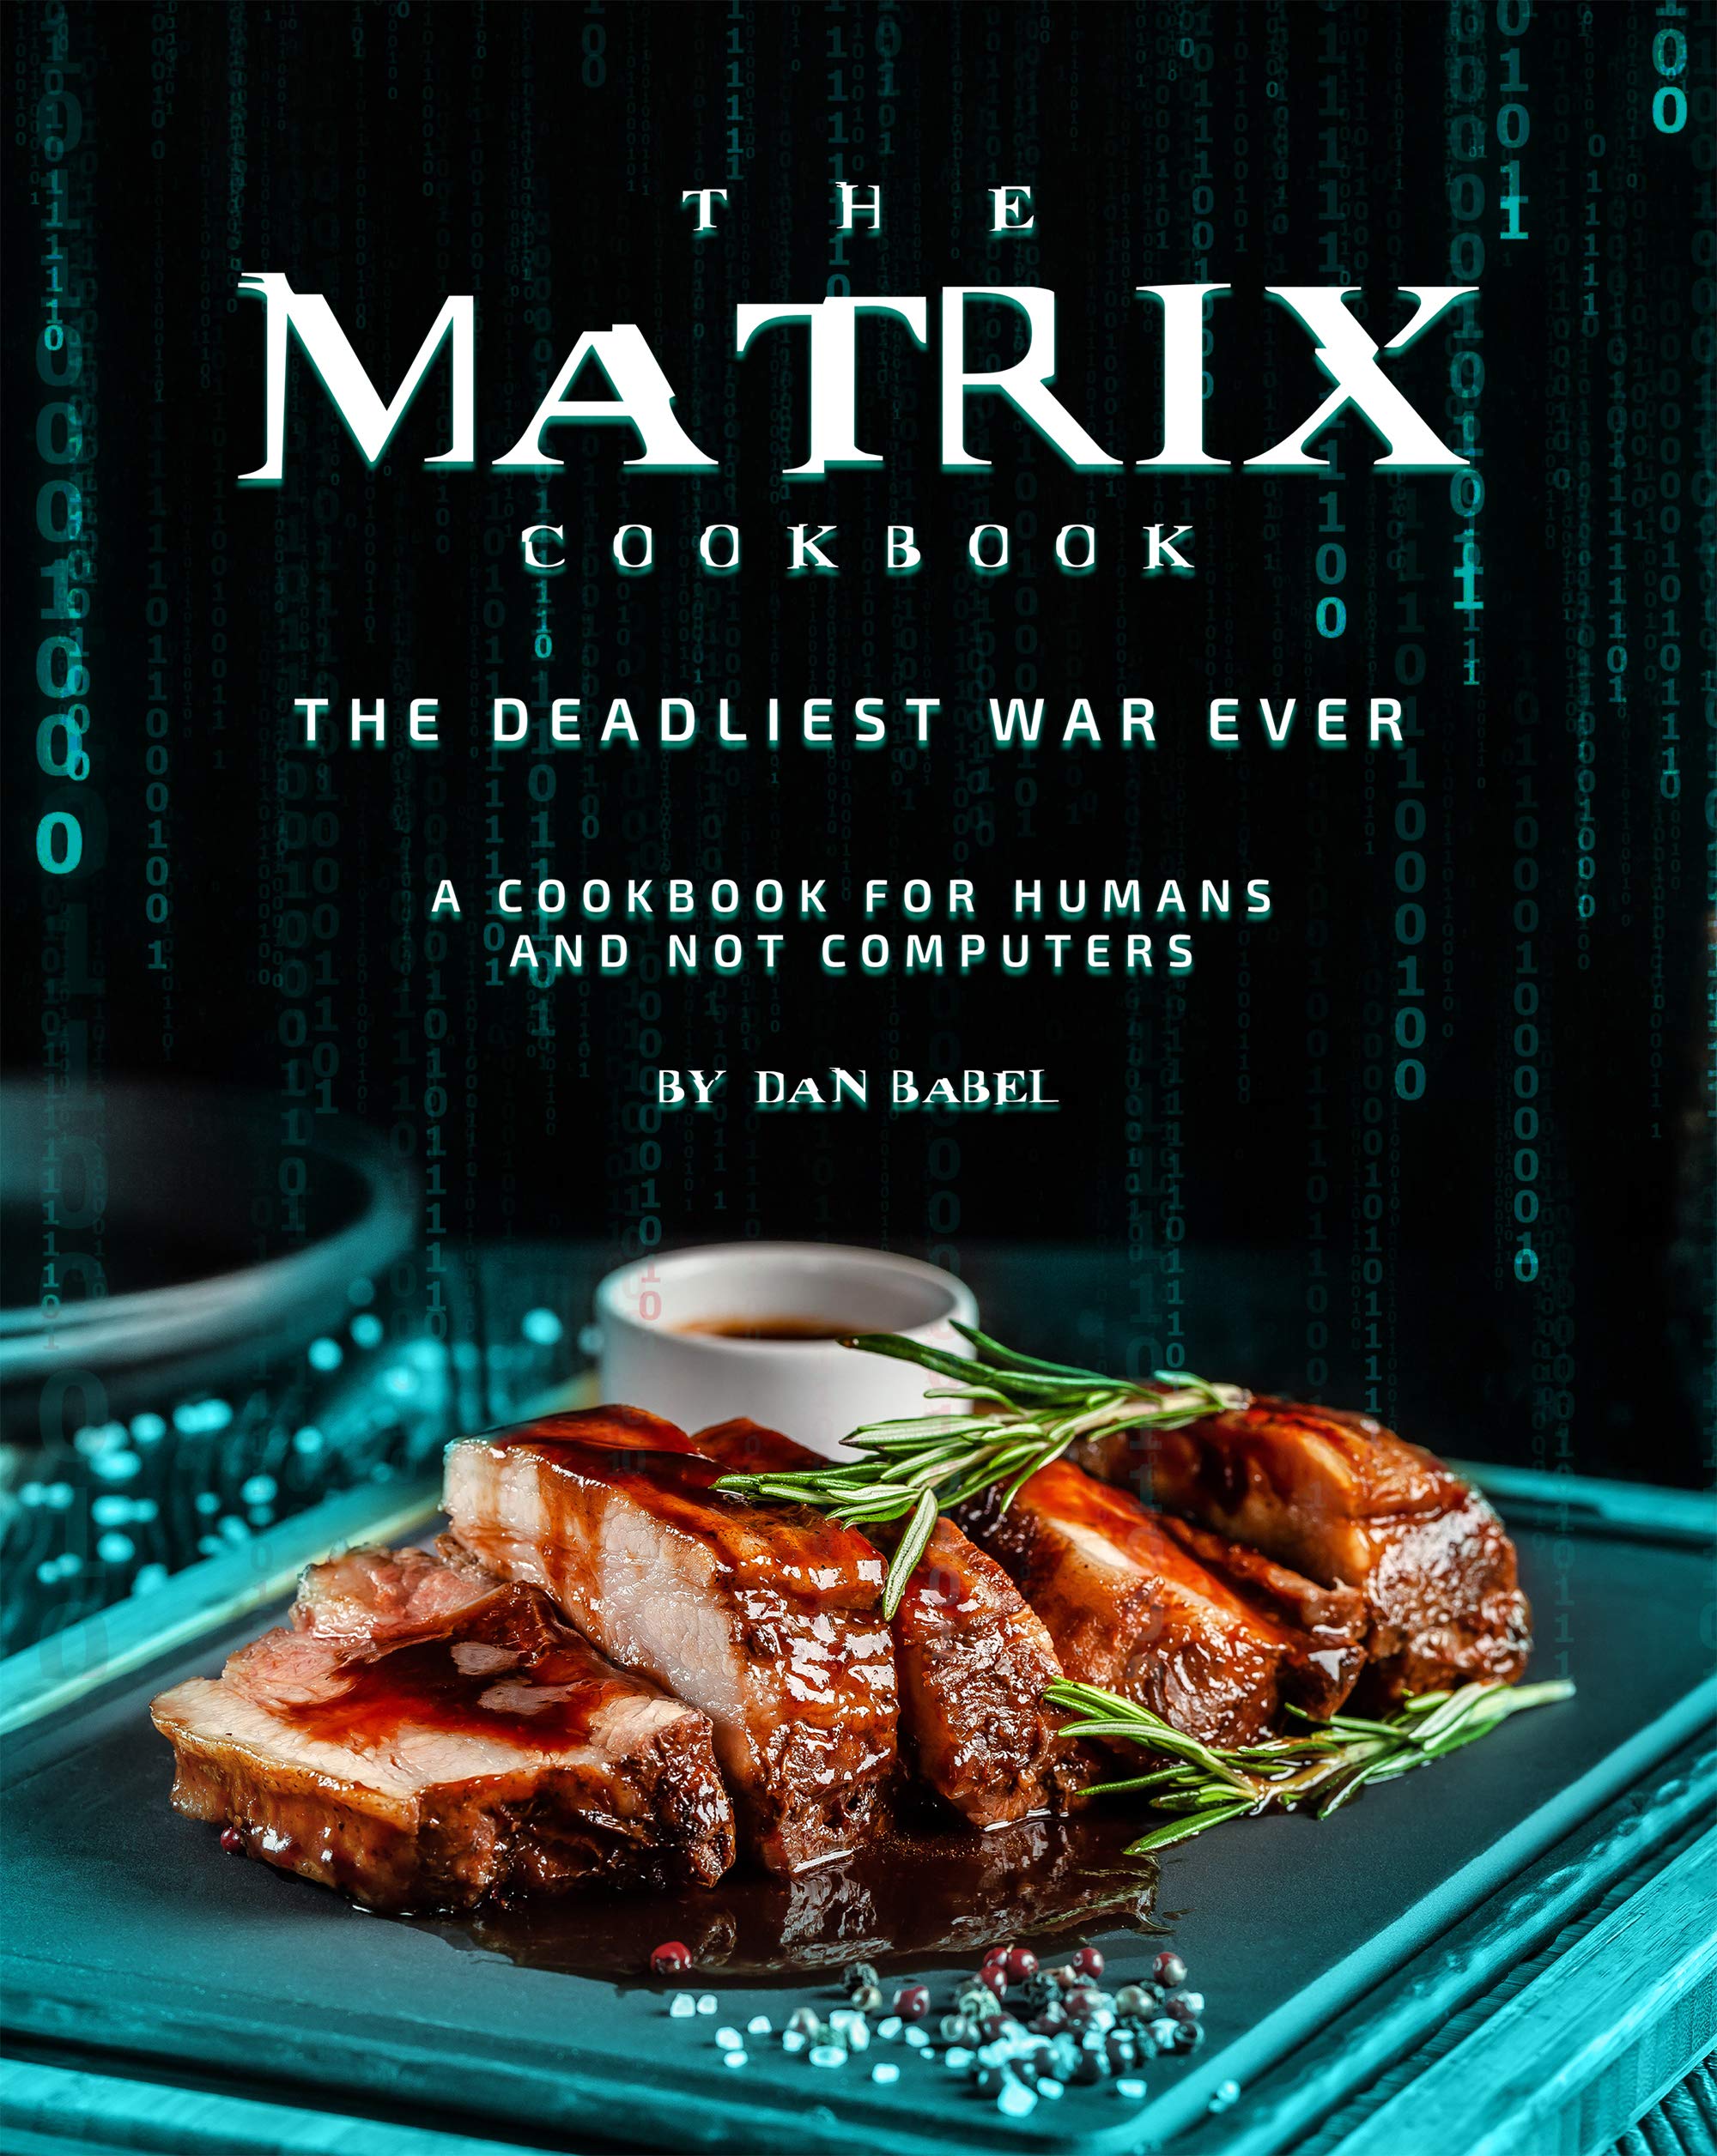 THE
MATRIX
COOKBOOK
THE DEADLIEST WAR EVER
A COOKBOOK FOR HUMANS
AND NOT COMPUTERS
BY DAN BABEL